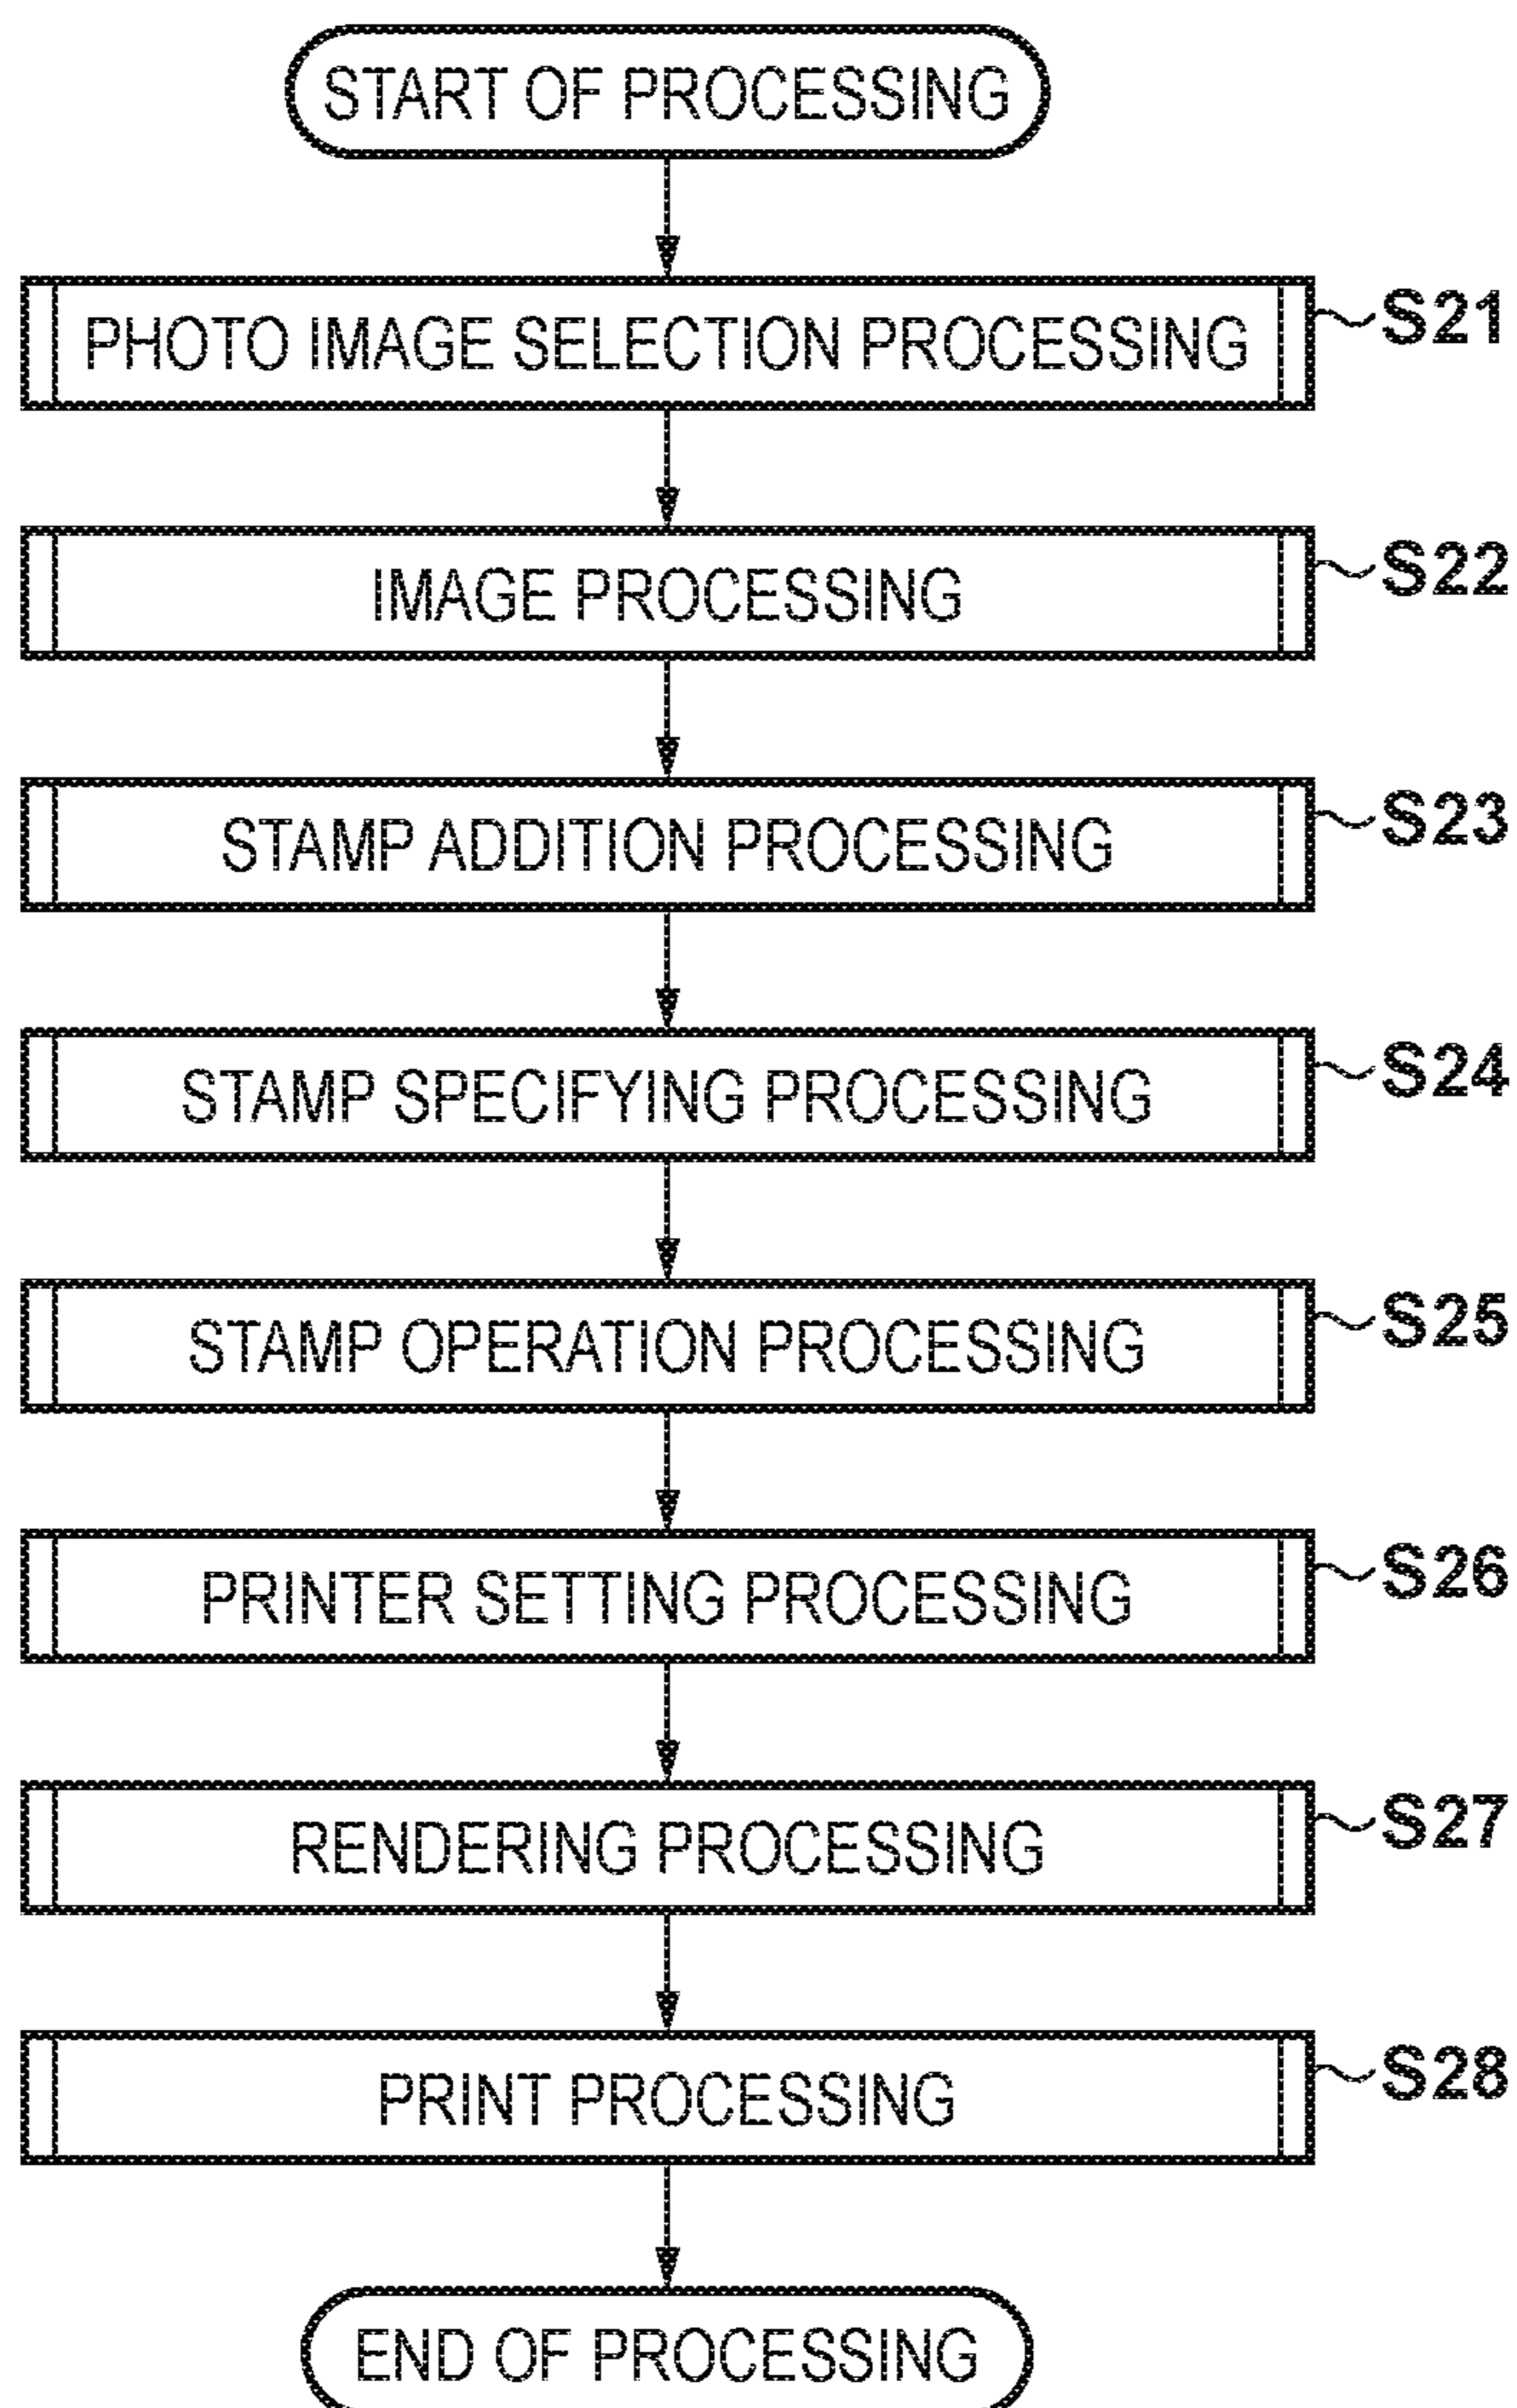 START OF PROCESSING
PHOTO IMAGE SELECTION PROCESSING S21
IMAGE PROCESSING S22
STAMP ADDITION PROCESSING S23
STAMP SPECIFYING PROCESSING S24
STAMP OPERATION PROCESSING S25
PRINTER SETTING PROCESSING S26
RENDERING PROCESSING S27
PRINT PROCESSING S28
END OF PROCESSING